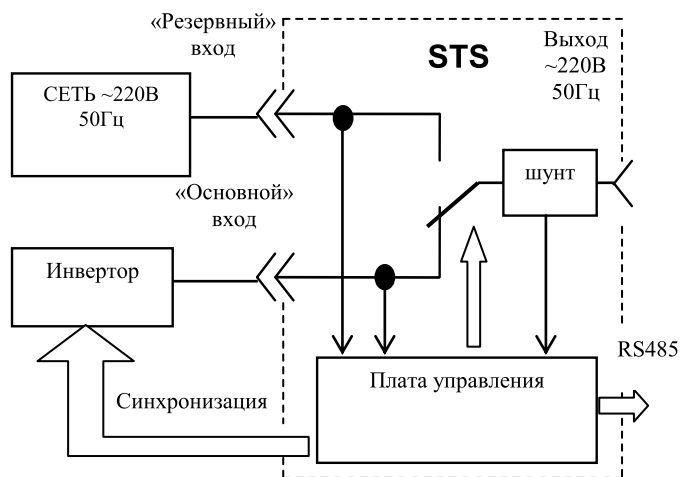 «Резервный»
вход
STS
Выход
~220В
50Гц
СЕТЬ ~220В
50Гц
шунт
«Основной»
вход
Инвертор
RS485
Плата управления
Синхронизация